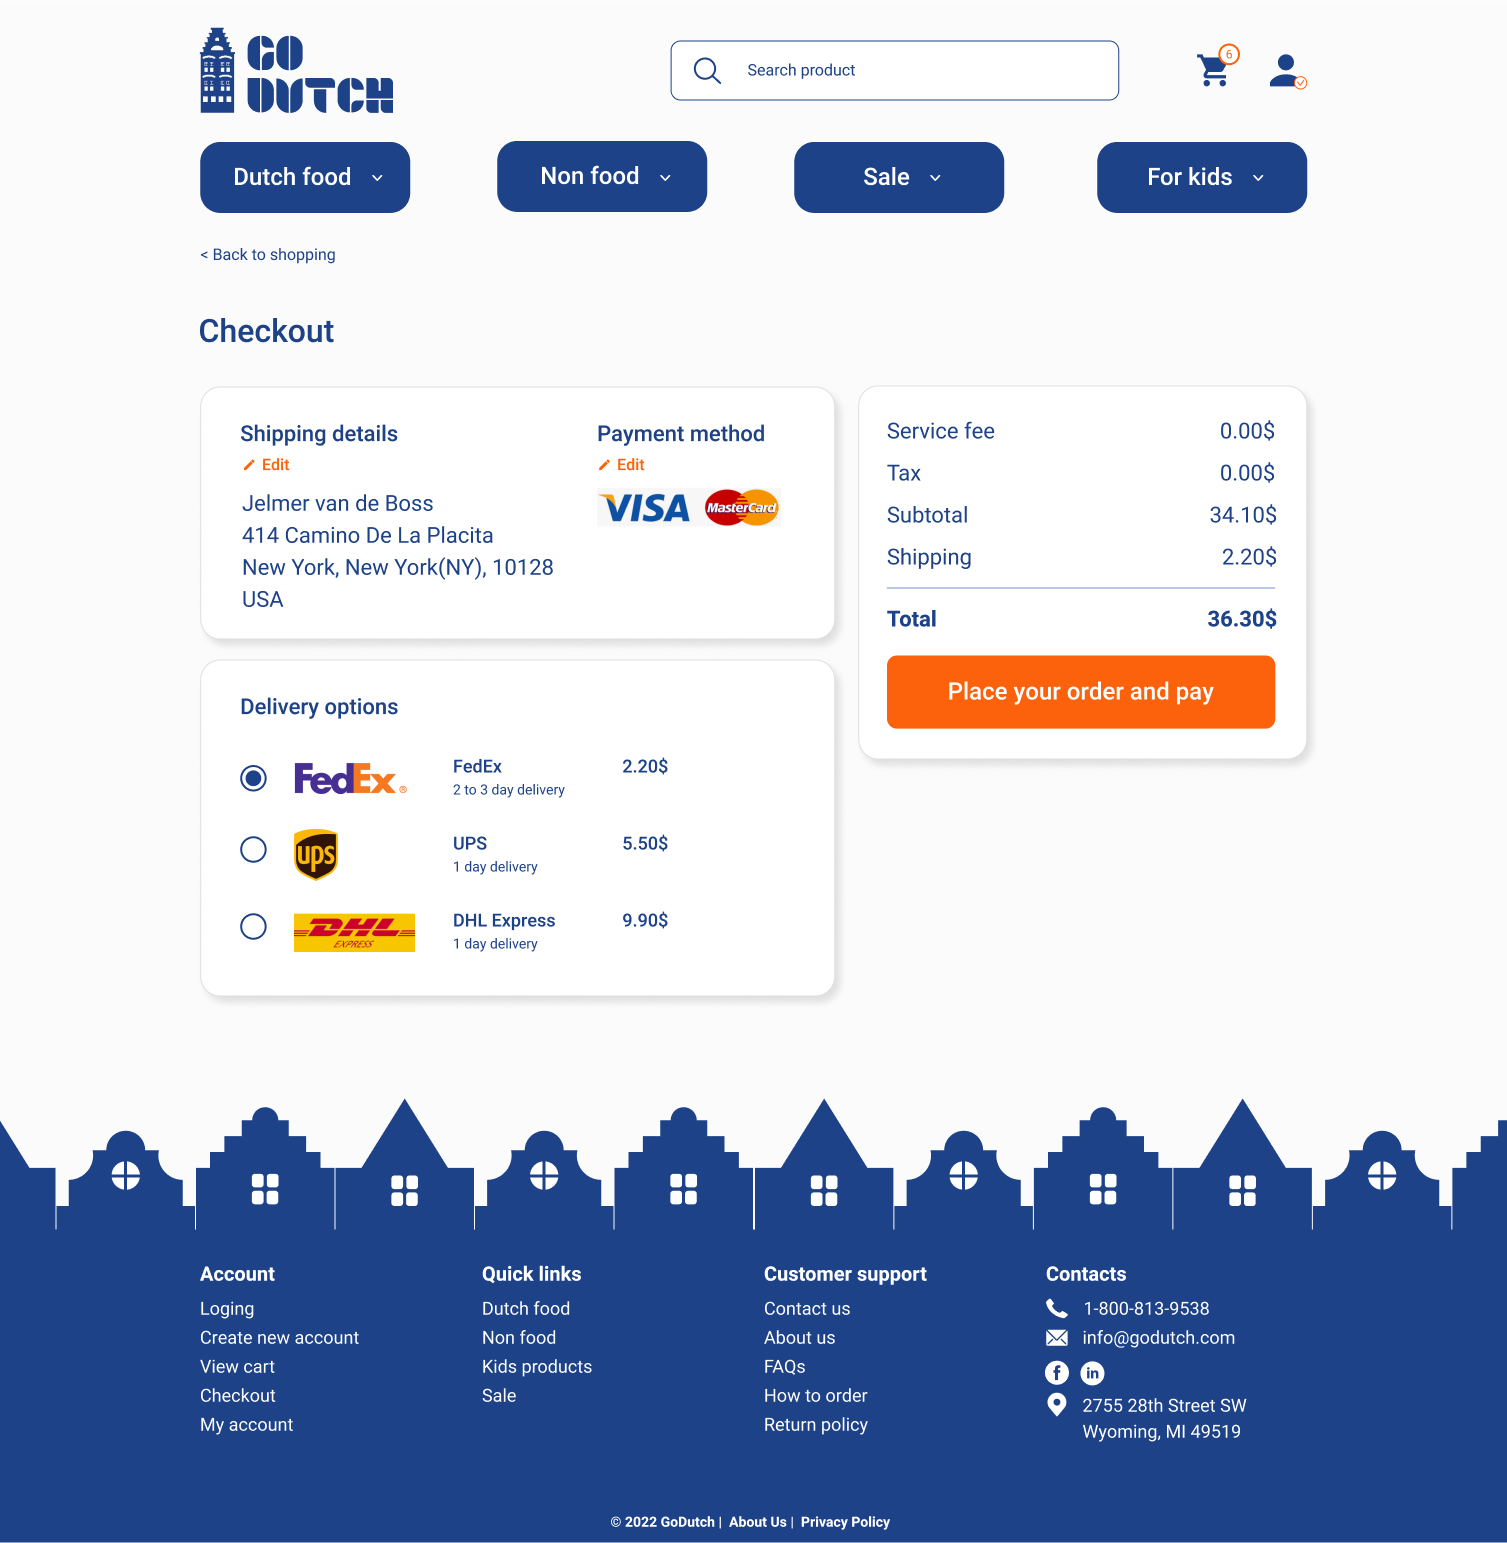 GO
DUTCH
Search product
6
Dutch food
Non food
Sale
For kids
< Back to shopping
Checkout
Shipping details
Edit
Jelmer van de Boss
414 Camino De La Placita
New York, New York(NY), 10128
USA
Payment method
Edit
VISA MasterCard
Service fee 0.00$
Tax 0.00$
Subtotal 34.10$
Shipping 2.20$
Total 36.30$
Place your order and pay
Delivery options
FedEx ®
FedEx 2.20$
2 to 3 day delivery
ups
UPS 5.50$
1 day delivery
DHL
EXPRESS
DHL Express 9.90$
1 day delivery
Account
Loging
Create new account
View cart
Checkout
My account
Quick links
Dutch food
Non food
Kids products
Sale
Customer support
Contact us
About us
FAQs
How to order
Return policy
Contacts
1-800-813-9538
info@godutch.com
f in
2755 28th Street SW
Wyoming, MI 49519
© 2022 GoDutch | About Us | Privacy Policy